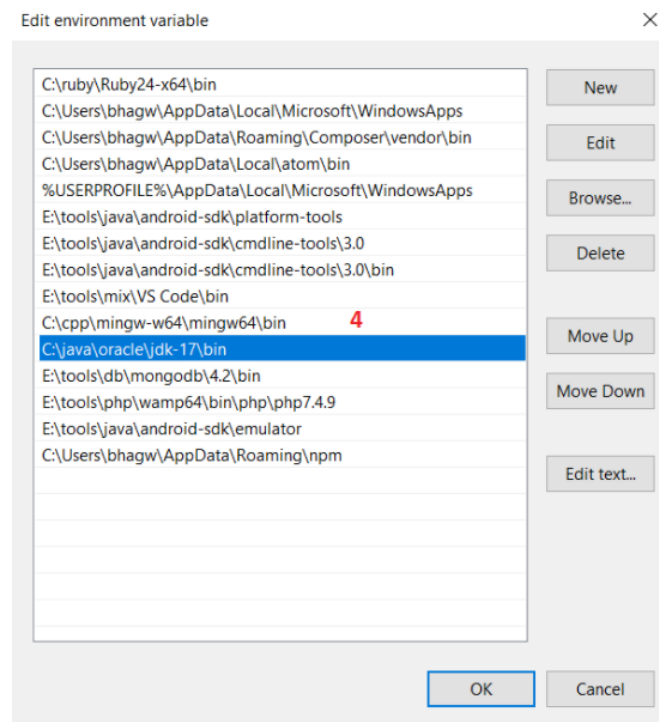 Edit environment variable
C:\ruby\Ruby24-x64\bin
New
C:\Users\bhagw\AppData\Local\Microsoft\WindowsApps
C:\Users\bhagw\AppData\Roaming\Composer\vendor\bin
Edit
C:\Users\bhagw\AppData\Local\atom\bin
%USERPROFILE%\AppData\Local\Microsoft\WindowsApps
Browse...
E:\tools\java\android-sdk\platform-tools
E:\tools\java\android-sdk\cmdline-tools\3.0
Delete
E:\tools\java\android-sdk\cmdline-tools\3.0\bin
E:\tools\mix\VS Code\bin
C:\cpp\mingw-w64\mingw64\bin 4
Move Up
C:\java\oracle\jdk-17\bin
E:\tools\db\mongodb\4.2\bin
Move Down
E:\tools\php\wamp64\bin\php\php7.4.9
E:\tools\java\android-sdk\emulator
C:\Users\bhagw\AppData\Roaming\npm
Edit text...
OK
Cancel